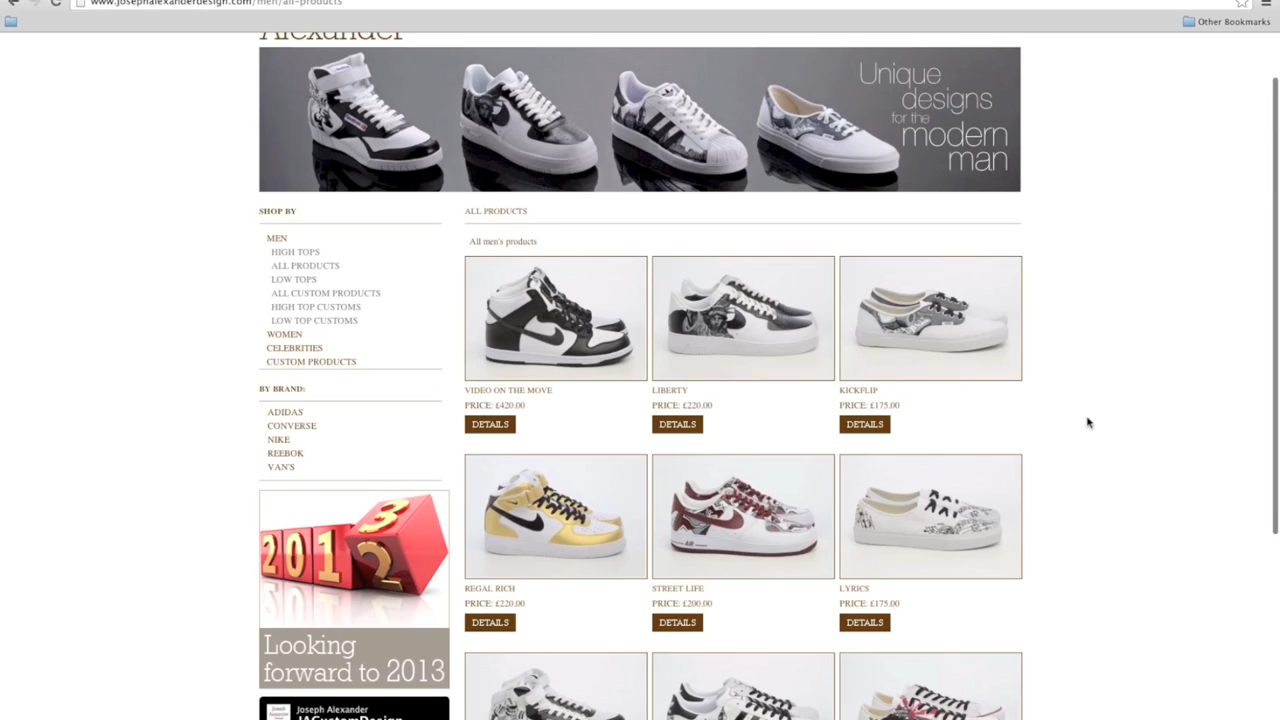 www.josephalexanderdesign.com/men/all-products
Other Bookmarks
Alexander
Unique
designs
for the
modern
man
SHOP BY
MEN
HIGH TOPS
ALL PRODUCTS
LOW TOPS
ALL CUSTOM PRODUCTS
HIGH TOP CUSTOMS
LOW TOP CUSTOMS
WOMEN
CELEBRITIES
CUSTOM PRODUCTS
BY BRAND:
ADIDAS
CONVERSE
NIKE
REEBOK
VAN'S
2013
2
Looking
forward to 2013
Joseph Alexander
JACustomDesign
ALL PRODUCTS
All men's products
VIDEO ON THE MOVE
PRICE: £420.00
DETAILS
LIBERTY
PRICE: £220.00
DETAILS
KICKFLIP
PRICE: £175.00
DETAILS
REGAL RICH
PRICE: £220.00
DETAILS
STREET LIFE
PRICE: £200.00
DETAILS
LYRICS
PRICE: £175.00
DETAILS